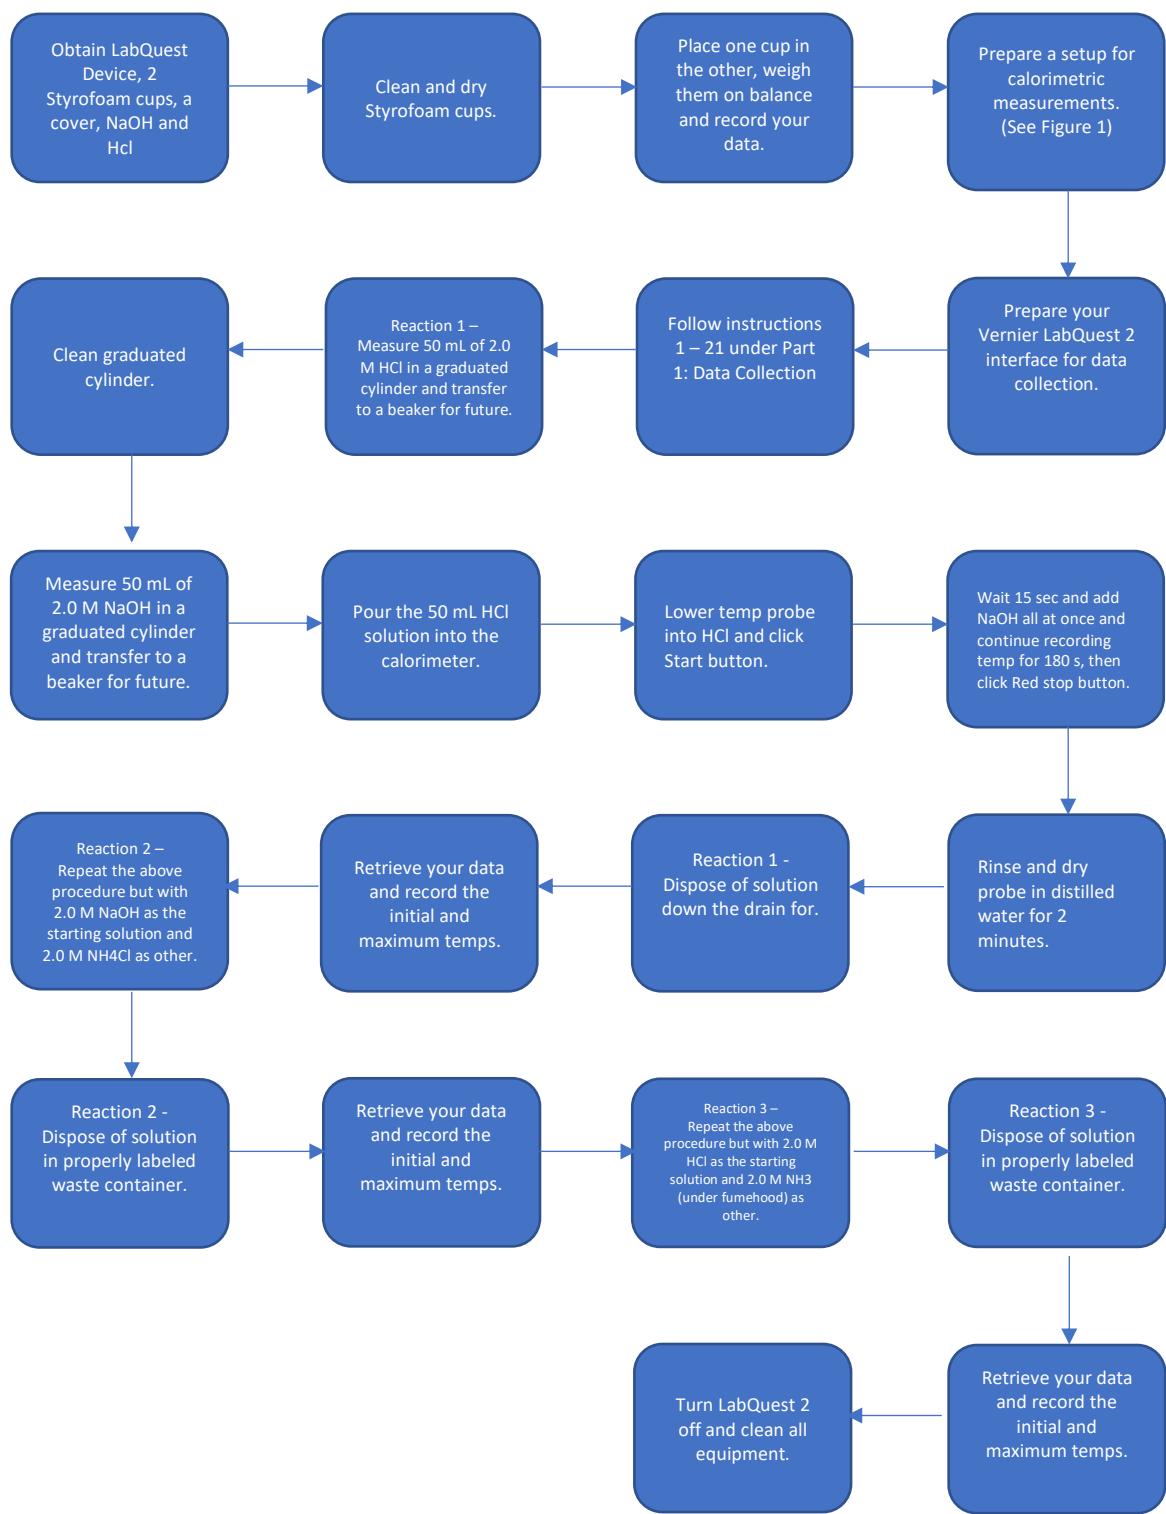 Obtain LabQuest
Device, 2
Styrofoam cups, a
cover, NaOH and
Hcl
Clean and dry
Styrofoam cups.
Place one cup in
the other, weigh
them on balance
and record your
data.
Prepare a setup for
calorimetric
measurements.
(See Figure 1)
Prepare your
Vernier LabQuest 2
interface for data
collection.
Follow instructions
1 – 21 under Part
1: Data Collection
Reaction 1 –
Measure 50 mL of 2.0
M HCl in a graduated
cylinder and transfer
to a beaker for future.
Clean graduated
cylinder.
Measure 50 mL of
2.0 M NaOH in a
graduated cylinder
and transfer to a
beaker for future.
Pour the 50 mL HCl
solution into the
calorimeter.
Lower temp probe
into HCl and click
Start button.
Wait 15 sec and add
NaOH all at once and
continue recording
temp for 180 s, then
click Red stop button.
Rinse and dry
probe in distilled
water for 2
minutes.
Reaction 1 -
Dispose of solution
down the drain for.
Retrieve your data
and record the
initial and
maximum temps.
Reaction 2 –
Repeat the above
procedure but with
2.0 M NaOH as the
starting solution and
2.0 M NH4Cl as other.
Reaction 2 -
Dispose of solution
in properly labeled
waste container.
Retrieve your data
and record the
initial and
maximum temps.
Reaction 3 –
Repeat the above
procedure but with 2.0 M
HCl as the starting
solution and 2.0 M NH3
(under fumehood) as
other.
Reaction 3 -
Dispose of solution
in properly labeled
waste container.
Retrieve your data
and record the
initial and
maximum temps.
Turn LabQuest 2
off and clean all
equipment.